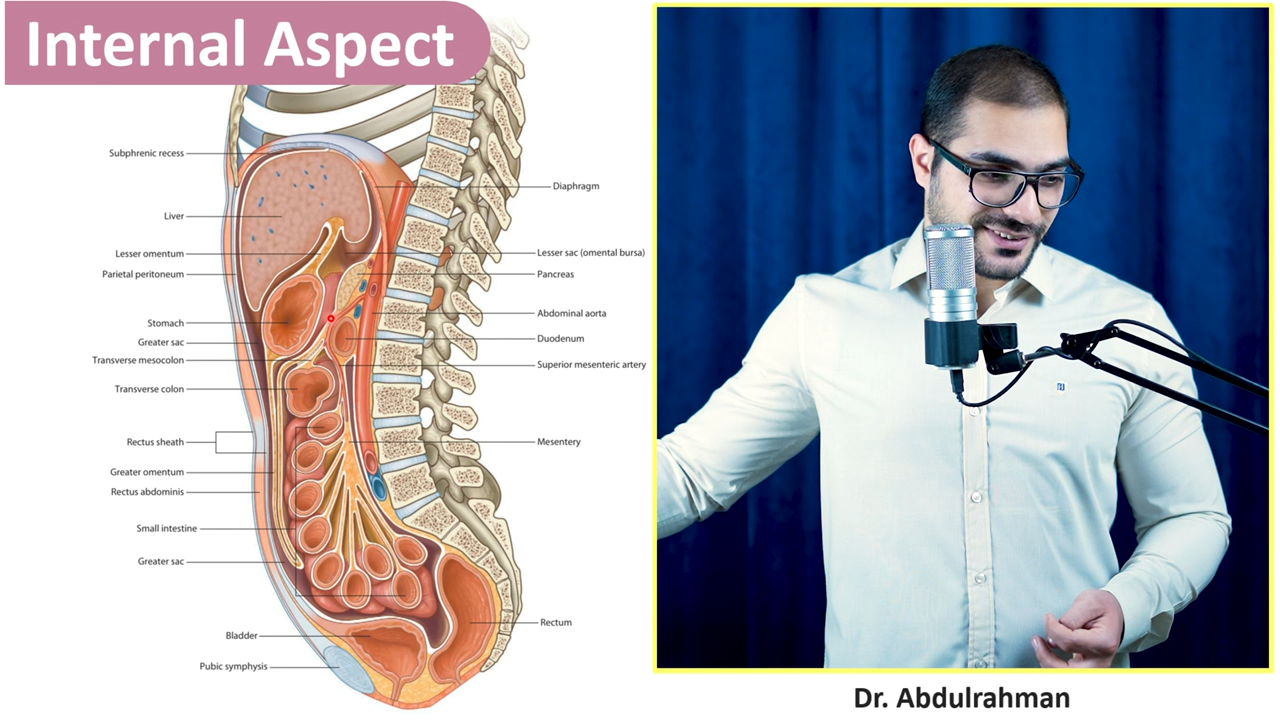 Internal Aspect
Subphrenic recess
Liver
Lesser omentum
Parietal peritoneum
Stomach
Greater sac
Transverse mesocolon
Transverse colon
Rectus sheath
Greater omentum
Rectus abdominis
Small intestine
Greater sac
Bladder
Pubic symphysis
Diaphragm
Lesser sac (omental bursa)
Pancreas
Abdominal aorta
Duodenum
Superior mesenteric artery
Mesentery
Rectum
Dr. Abdulrahman